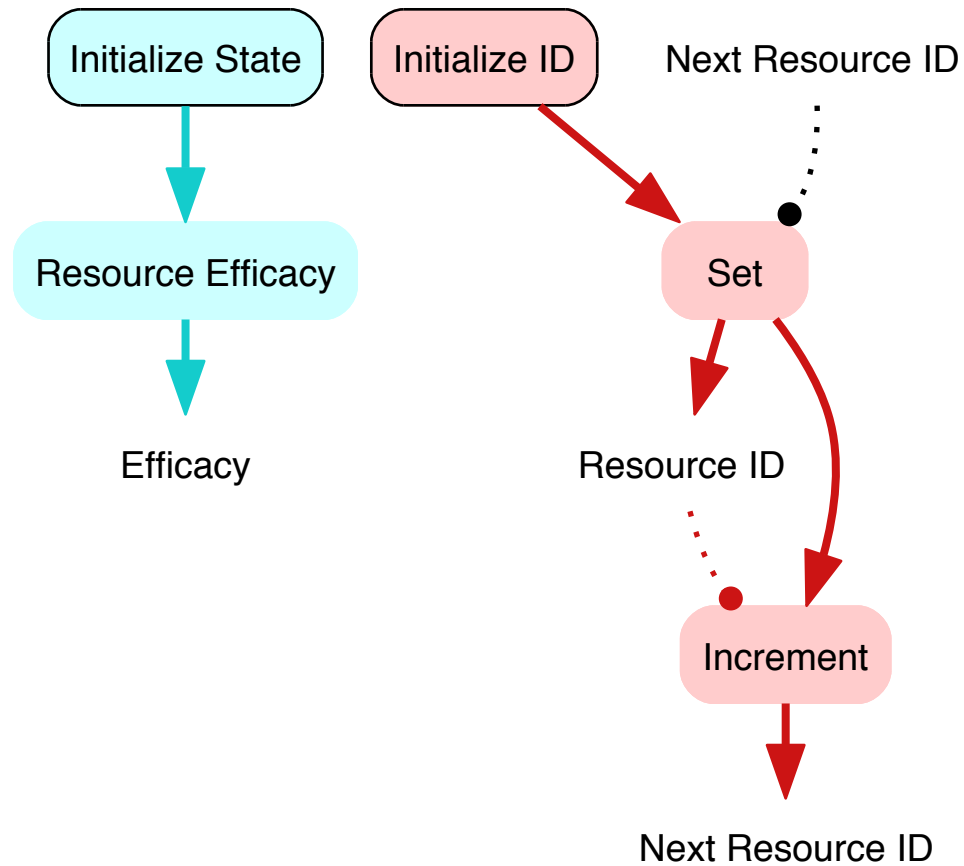 Initialize State
Initialize ID
Next Resource ID
Resource Efficacy
Set
Efficacy
Resource ID
Increment
Next Resource ID